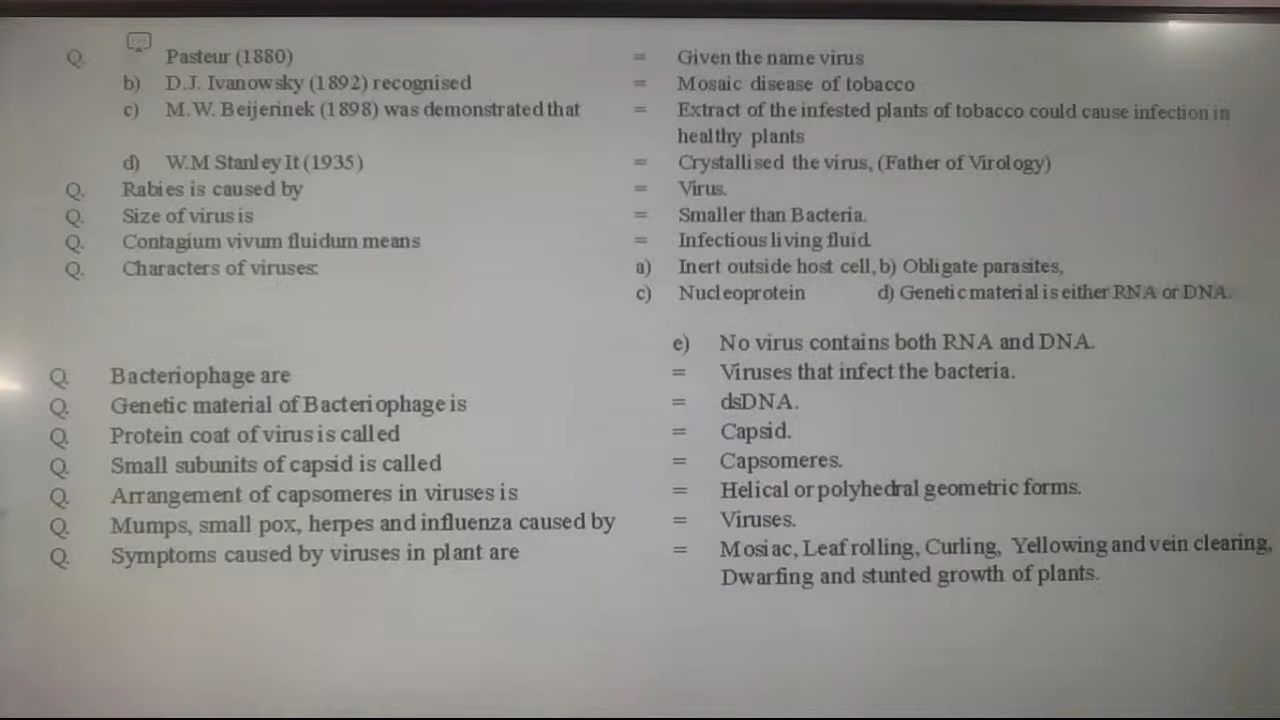 Q. Pasteur (1880) = Given the name virus
b) D.J. Ivanowsky (1892) recognised = Mosaic disease of tobacco
c) M.W. Beijerinek (1898) was demonstrated that = Extract of the infested plants of tobacco could cause infection in
healthy plants
d) W.M Stanley It (1935) = Crystallised the virus, (Father of Virology)
Q. Rabies is caused by = Virus.
Q. Size of virus is = Smaller than Bacteria.
Q. Contagium vivum fluidum means = Infectious living fluid.
Q. Characters of viruses: a) Inert outside host cell, b) Obligate parasites,
c) Nucleoprotein d) Genetic material is either RNA or DNA.
e) No virus contains both RNA and DNA.
Q. Bacteriophage are = Viruses that infect the bacteria.
Q. Genetic material of Bacteriophage is = dsDNA.
Q. Protein coat of virus is called = Capsid.
Q. Small subunits of capsid is called = Capsomeres.
Q. Arrangement of capsomeres in viruses is = Helical or polyhedral geometric forms.
Q. Mumps, small pox, herpes and influenza caused by = Viruses.
Q. Symptoms caused by viruses in plant are = Mosiac, Leaf rolling, Curling, Yellowing and vein clearing,
Dwarfing and stunted growth of plants.